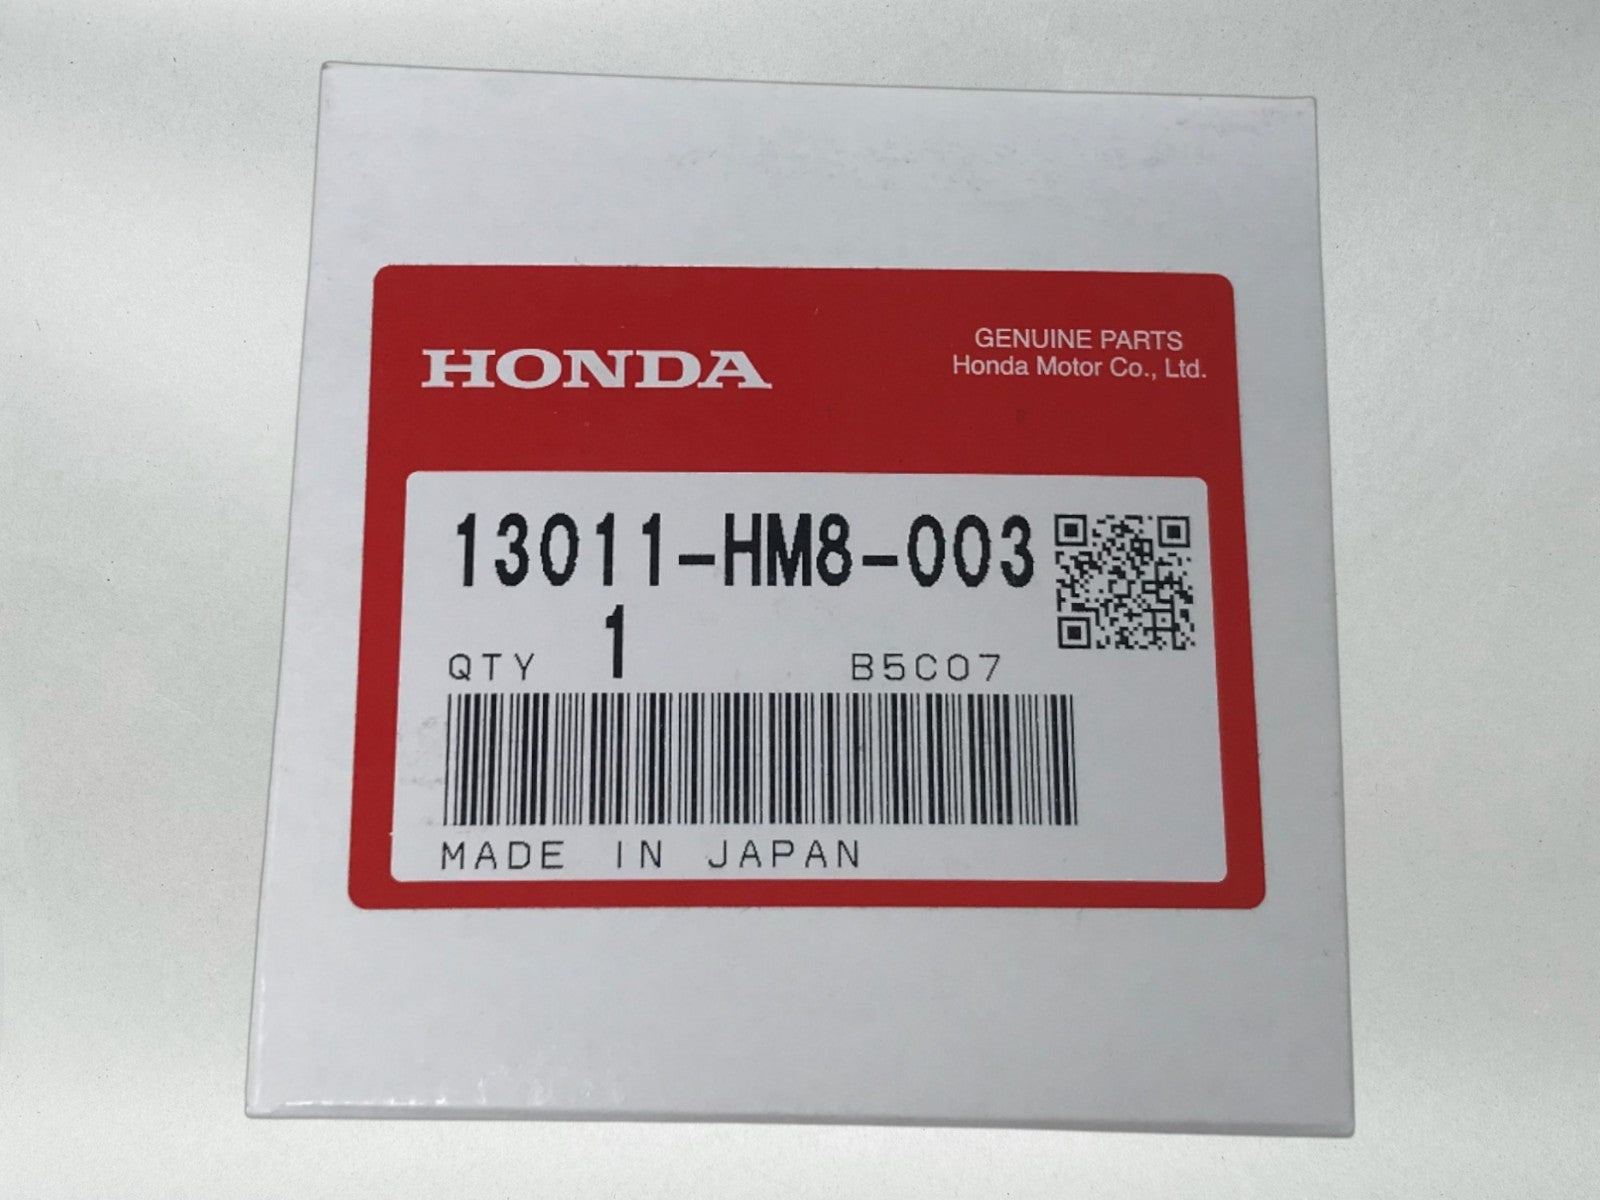 HONDA
GENUINE PARTS
Honda Motor Co., Ltd.
13011-HM8-003
QTY 1 B5C07
MADE IN JAPAN